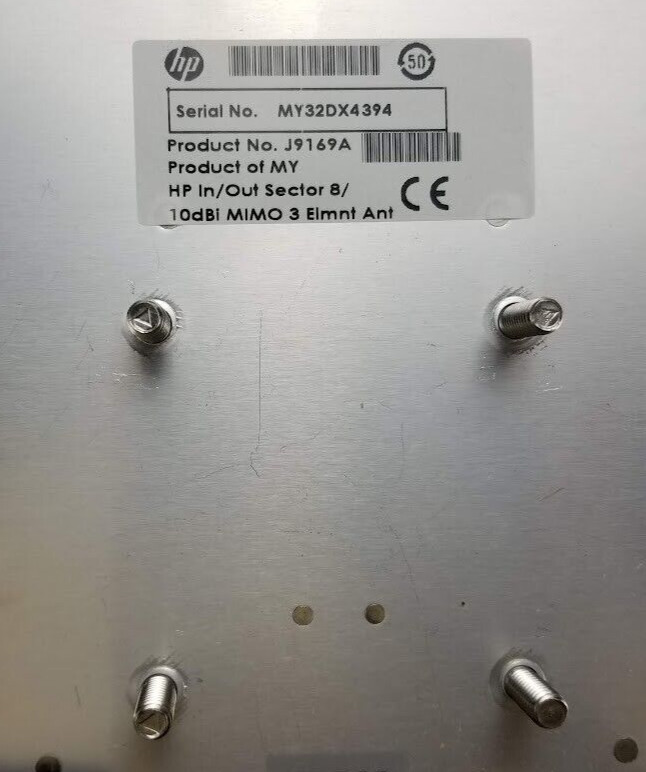 hp
50
Serial No. MY32DX4394
Product No. J9169A
Product of MY
HP In/Out Sector 8/
10dBi MIMO 3 Elmnt Ant
CE